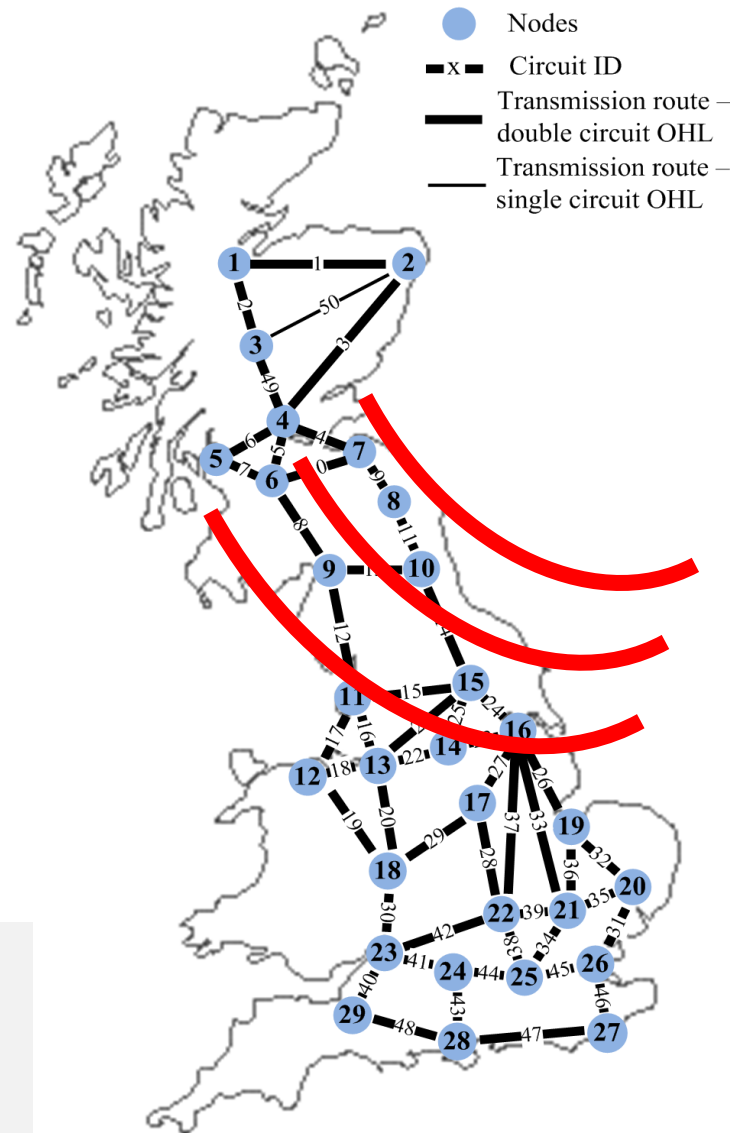 Nodes
x Circuit ID
Transmission route –
double circuit OHL
Transmission route –
single circuit OHL
1 1 2
2 50
3 3
49
4
6 5 4 7
5 7 6 0 9
8
8 11
9 10
12
11 15 15
24
17 16 25 16
12 18 13 22 14
27 26
19 20 17 37 33 19
29 28 36 32
18 20
22 39 21 35
30 42 38 34 31
23 41 24 44 25 45 26
40 43 46
29 48 28 47 27